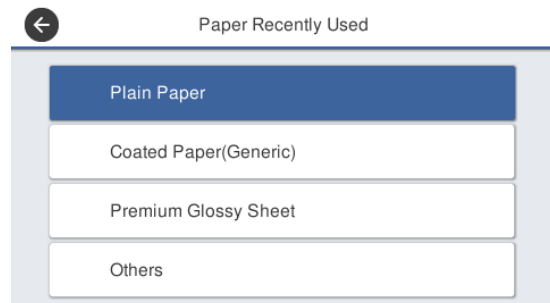 Paper Recently Used
Plain Paper
Coated Paper(Generic)
Premium Glossy Sheet
Others